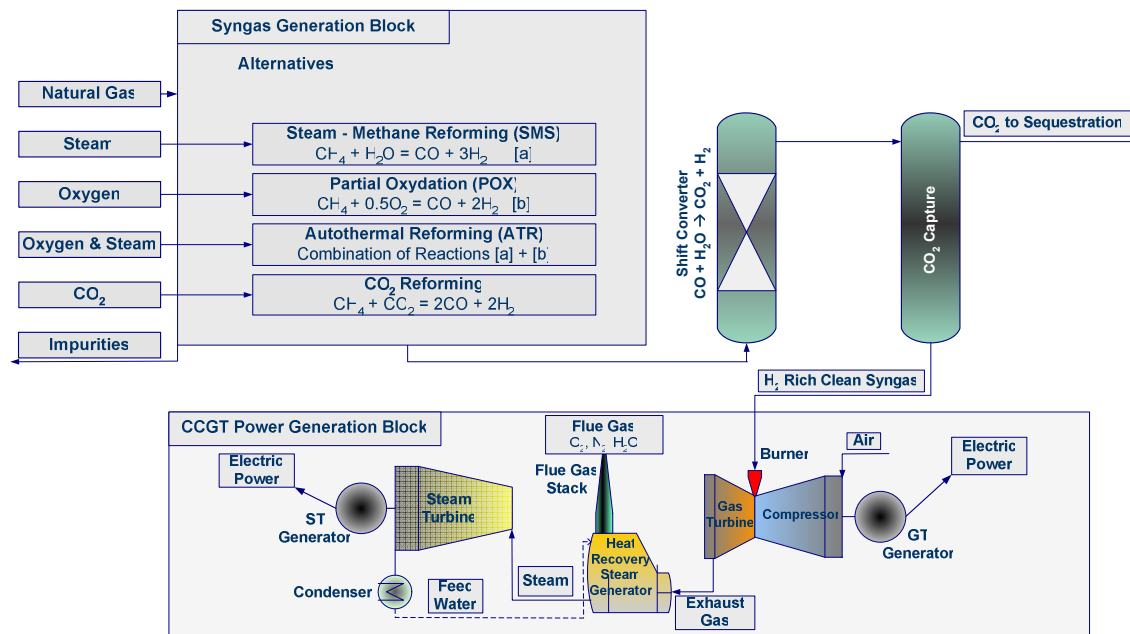 Syngas Generation Block
Alternatives
Natural Gas
Steam
Oxygen
Oxygen & Steam
CO₂
Impurities
Steam - Methane Reforming (SMS)
CH₄ + H₂O = CO + 3H₂ [a]
Partial Oxydation (POX)
CH₄ + 0.5O₂ = CO + 2H₂ [b]
Autothermal Reforming (ATR)
Combination of Reactions [a] + [b]
CO₂ Reforming
CH₄ + CC₂ = 2CO + 2H₂
Shift Converter
CO + H₂O → CO₂ + H₂
CO₂ Capture
CO₂ to Sequestration
H₂ Rich Clean Syngas
CCGT Power Generation Block
Flue Gas
O₂, N₂, H₂O
Flue Gas
Stack
Electric
Power
ST
Generator
Steam
Turbine
Condenser
Feed
Water
Steam
Heat
Recovery
Steam
Generator
Exhaust
Gas
Gas
Turbine
Burner
Compressor
Air
GT
Generator
Electric
Power